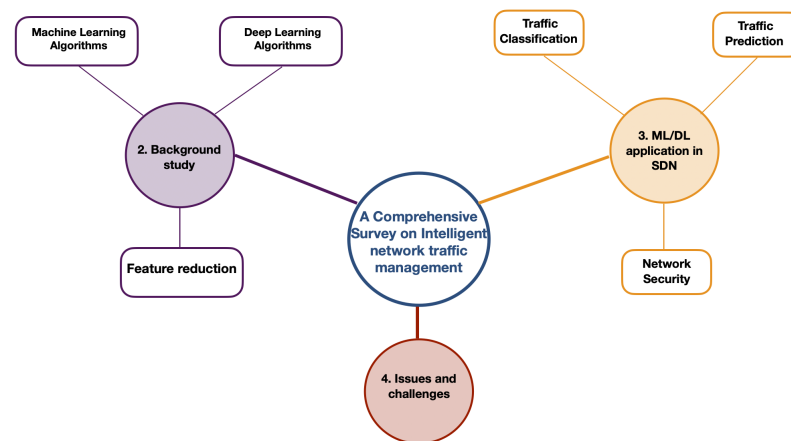 Machine Learning
Algorithms
Deep Learning
Algorithms
Traffic
Classification
Traffic
Prediction
2. Background
study
3. ML/DL
application in
SDN
A Comprehensive
Survey on Intelligent
network traffic
management
Feature reduction
Network
Security
4. Issues and
challenges